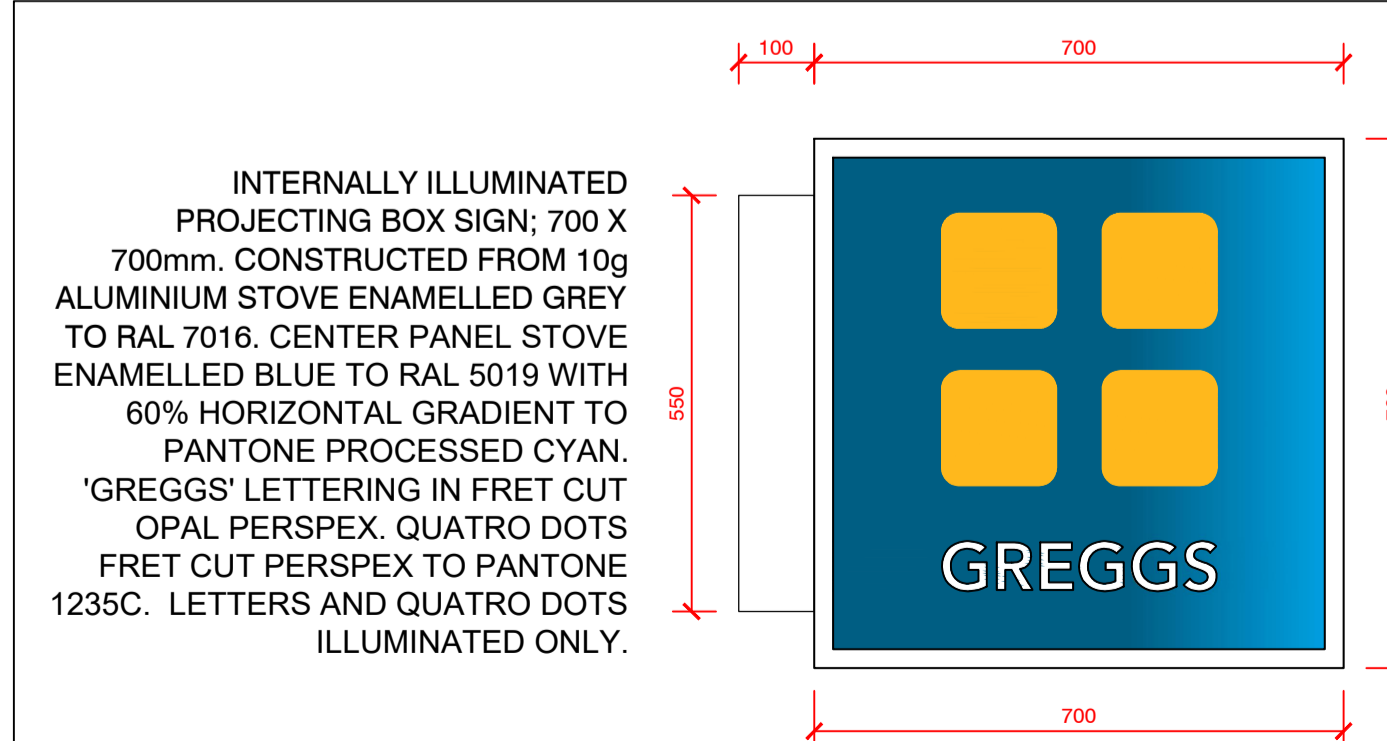 100
700
INTERNALLY ILLUMINATED
PROJECTING BOX SIGN; 700 X
700mm. CONSTRUCTED FROM 10g
ALUMINIUM STOVE ENAMELLED GREY
TO RAL 7016. CENTER PANEL STOVE
ENAMELLED BLUE TO RAL 5019 WITH
60% HORIZONTAL GRADIENT TO
PANTONE PROCESSED CYAN.
'GREGGS' LETTERING IN FRET CUT
OPAL PERSPEX. QUATRO DOTS
FRET CUT PERSPEX TO PANTONE
1235C.  LETTERS AND QUATRO DOTS
ILLUMINATED ONLY.
550
GREGGS
700